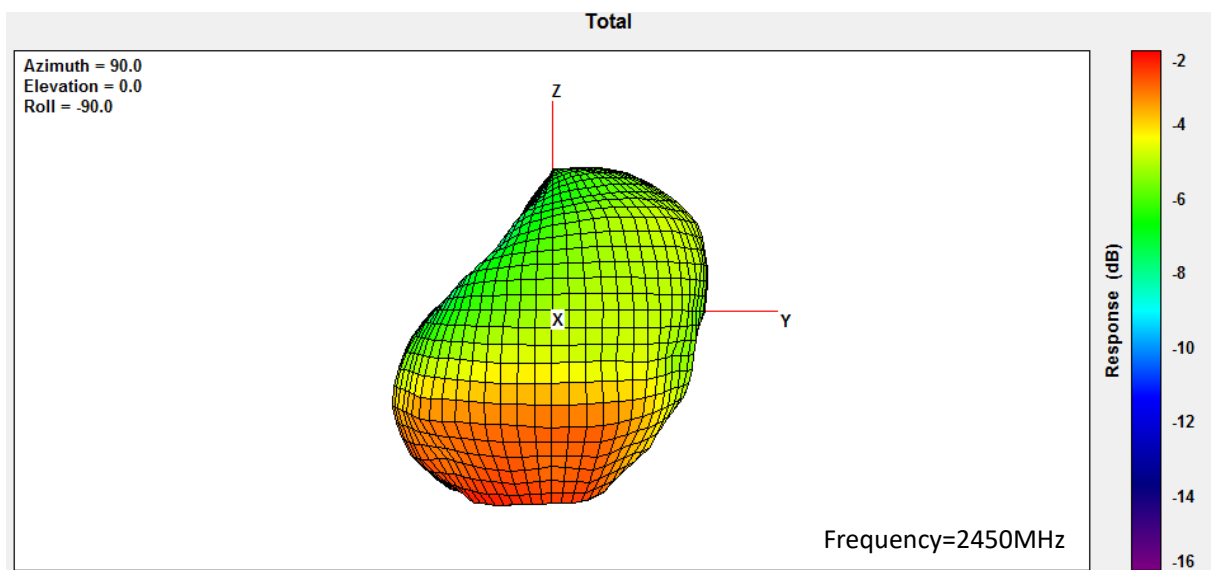 Total
Azimuth = 90.0
Elevation = 0.0
Roll = -90.0
Z
X
Y
Frequency=2450MHz
-2
-4
-6
-8
-10
-12
-14
-16
Response (dB)